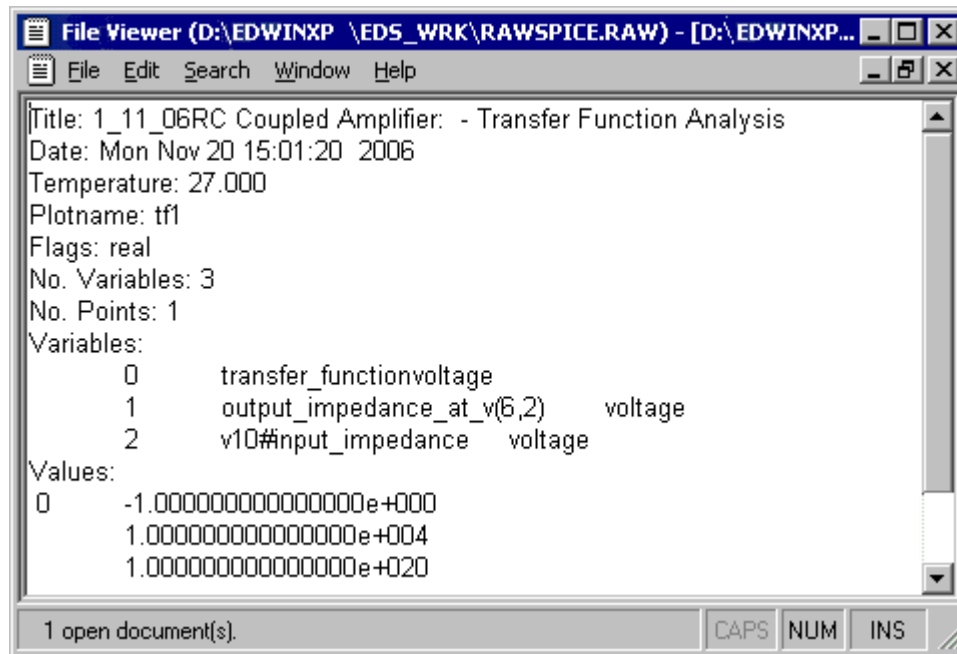 File Viewer (D:\EDWINXP \EDS_WRK\RAWSPICE.RAW) - [D:\EDWINXP...
File Edit Search Window Help
Title: 1_11_06RC Coupled Amplifier: - Transfer Function Analysis
Date: Mon Nov 20 15:01:20 2006
Temperature: 27.000
Plotname: tf1
Flags: real
No. Variables: 3
No. Points: 1
Variables:
0 transfer_functionvoltage
1 output_impedance_at_v(6,2) voltage
2 v10#input_impedance voltage
Values:
0 -1.000000000000000e+000
1.000000000000000e+004
1.000000000000000e+020
1 open document(s). CAPS NUM INS